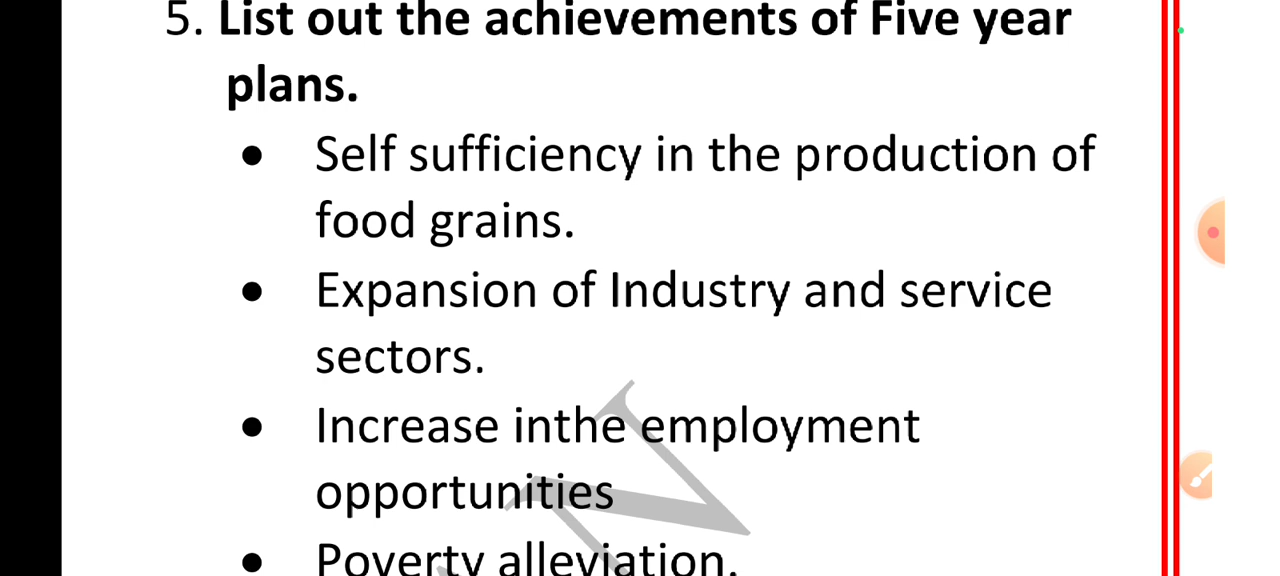 5. List out the achievements of Five year
plans.
• Self sufficiency in the production of
food grains.
• Expansion of Industry and service
sectors.
• Increase inthe employment
opportunities
• Poverty alleviation.
N